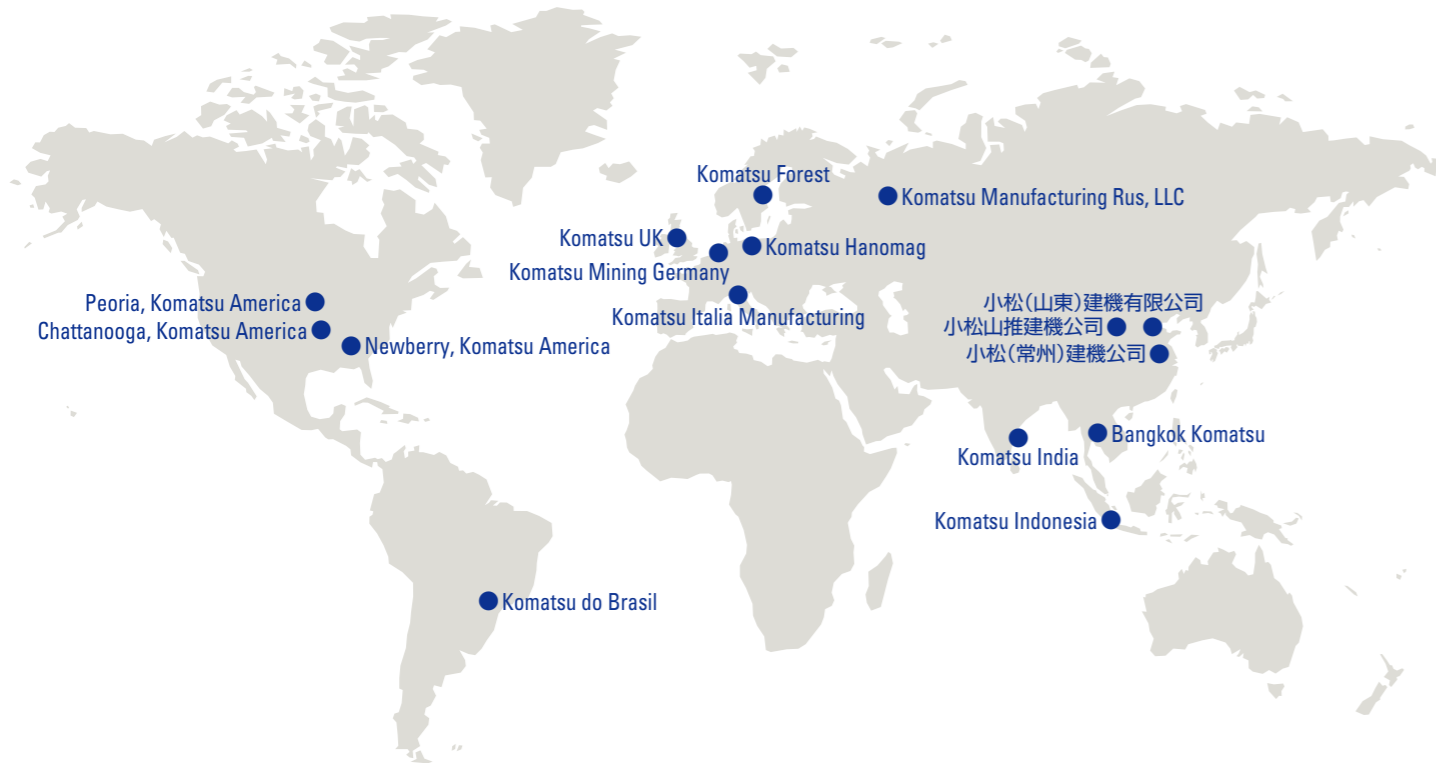 Komatsu Forest
Komatsu Manufacturing Rus, LLC
Komatsu UK
Komatsu Hanomag
Komatsu Mining Germany
Peoria, Komatsu America
小松(山東)建機有限公司
Komatsu Italia Manufacturing
小松山推建機公司
Chattanooga, Komatsu America
Newberry, Komatsu America
小松(常州)建機公司
Bangkok Komatsu
Komatsu India
Komatsu Indonesia
Komatsu do Brasil